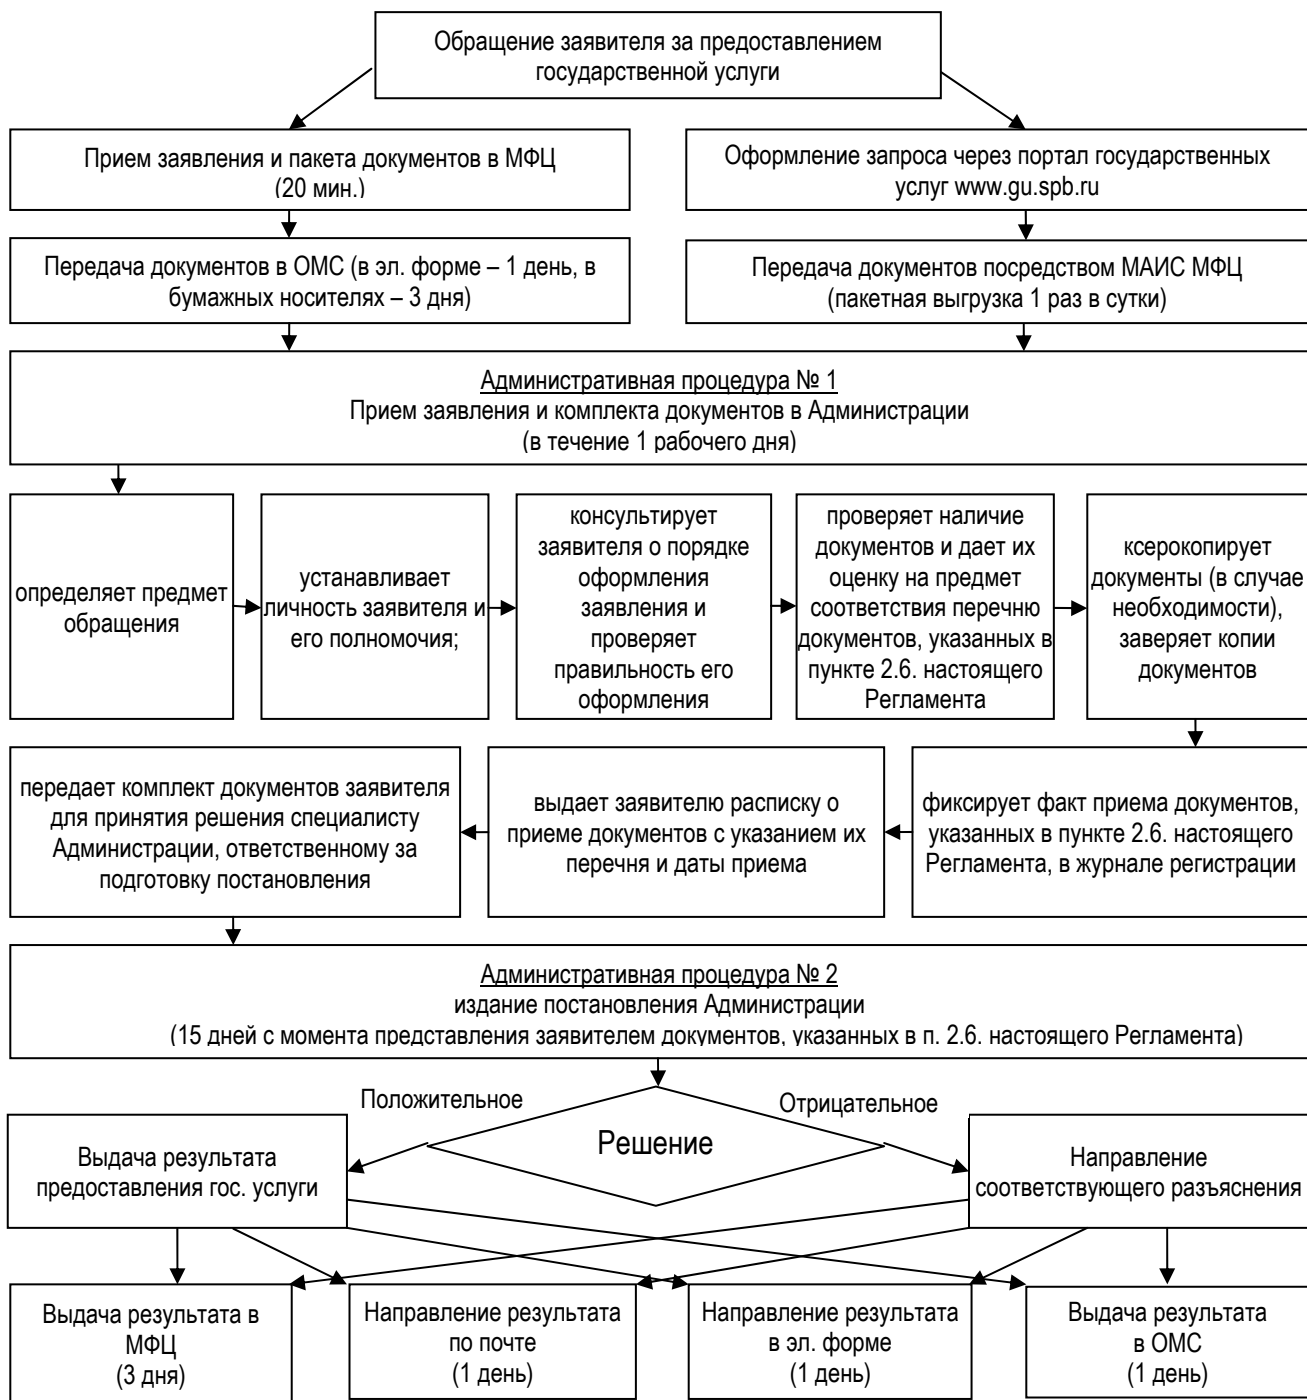 Обращение заявителя за предоставлением
государственной услуги
Прием заявления и пакета документов в МФЦ
(20 мин.)
Оформление запроса через портал государственных
услуг www.gu.spb.ru
Передача документов в ОМС (в эл. форме – 1 день, в
бумажных носителях – 3 дня)
Передача документов посредством МАИС МФЦ
(пакетная выгрузка 1 раз в сутки)
Административная процедура № 1
Прием заявления и комплекта документов в Администрации
(в течение 1 рабочего дня)
определяет предмет
обращения
устанавливает
личность заявителя и
его полномочия;
консультирует
заявителя о порядке
оформления
заявления и
проверяет
правильность его
оформления
проверяет наличие
документов и дает их
оценку на предмет
соответствия перечню
документов, указанных в
пункте 2.6. настоящего
Регламента
ксерокопирует
документы (в случае
необходимости),
заверяет копии
документов
передает комплект документов заявителя
для принятия решения специалисту
Администрации, ответственному за
подготовку постановления
выдает заявителю расписку о
приеме документов с указанием их
перечня и даты приема
фиксирует факт приема документов,
указанных в пункте 2.6. настоящего
Регламента, в журнале регистрации
Административная процедура № 2
издание постановления Администрации
(15 дней с момента представления заявителем документов, указанных в п. 2.6. настоящего Регламента)
Положительное
Отрицательное
Решение
Выдача результата
предоставления гос. услуги
Направление
соответствующего разъяснения
Выдача результата в
МФЦ
(3 дня)
Направление результата
по почте
(1 день)
Направление результата
в эл. форме
(1 день)
Выдача результата
в ОМС
(1 день)